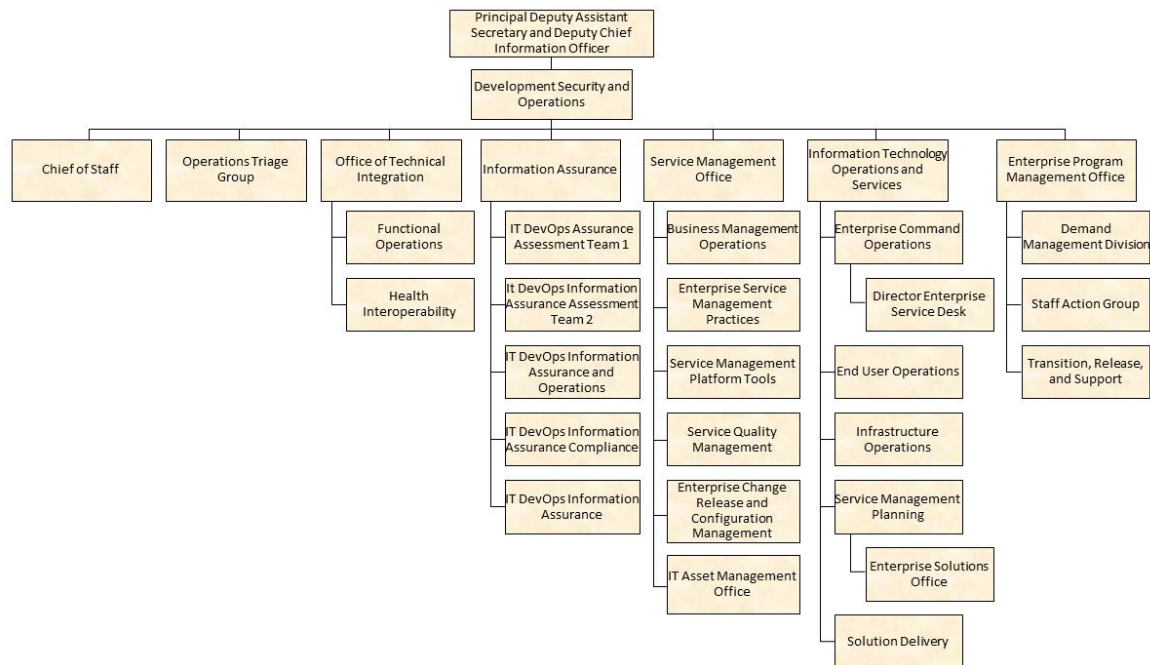 Principal Deputy Assistant
Secretary and Deputy Chief
Information Officer
Development Security and
Operations
Chief of Staff
Operations Triage
Group
Office of Technical
Integration
Information Assurance
Service Management
Office
Information Technology
Operations and
Services
Enterprise Program
Management Office
Functional
Operations
Health
Interoperability
IT DevOps Assurance
Assessment Team 1
It DevOps Information
Assurance Assessment
Team 2
IT DevOps Information
Assurance and
Operations
IT DevOps Information
Assurance Compliance
IT DevOps Information
Assurance
Business Management
Operations
Enterprise Service
Management
Practices
Service Management
Platform Tools
Service Quality
Management
Enterprise Change
Release and
Configuration
Management
IT Asset Management
Office
Enterprise Command
Operations
Director Enterprise
Service Desk
End User Operations
Infrastructure
Operations
Service Management
Planning
Enterprise Solutions
Office
Solution Delivery
Demand
Management Division
Staff Action Group
Transition, Release,
and Support